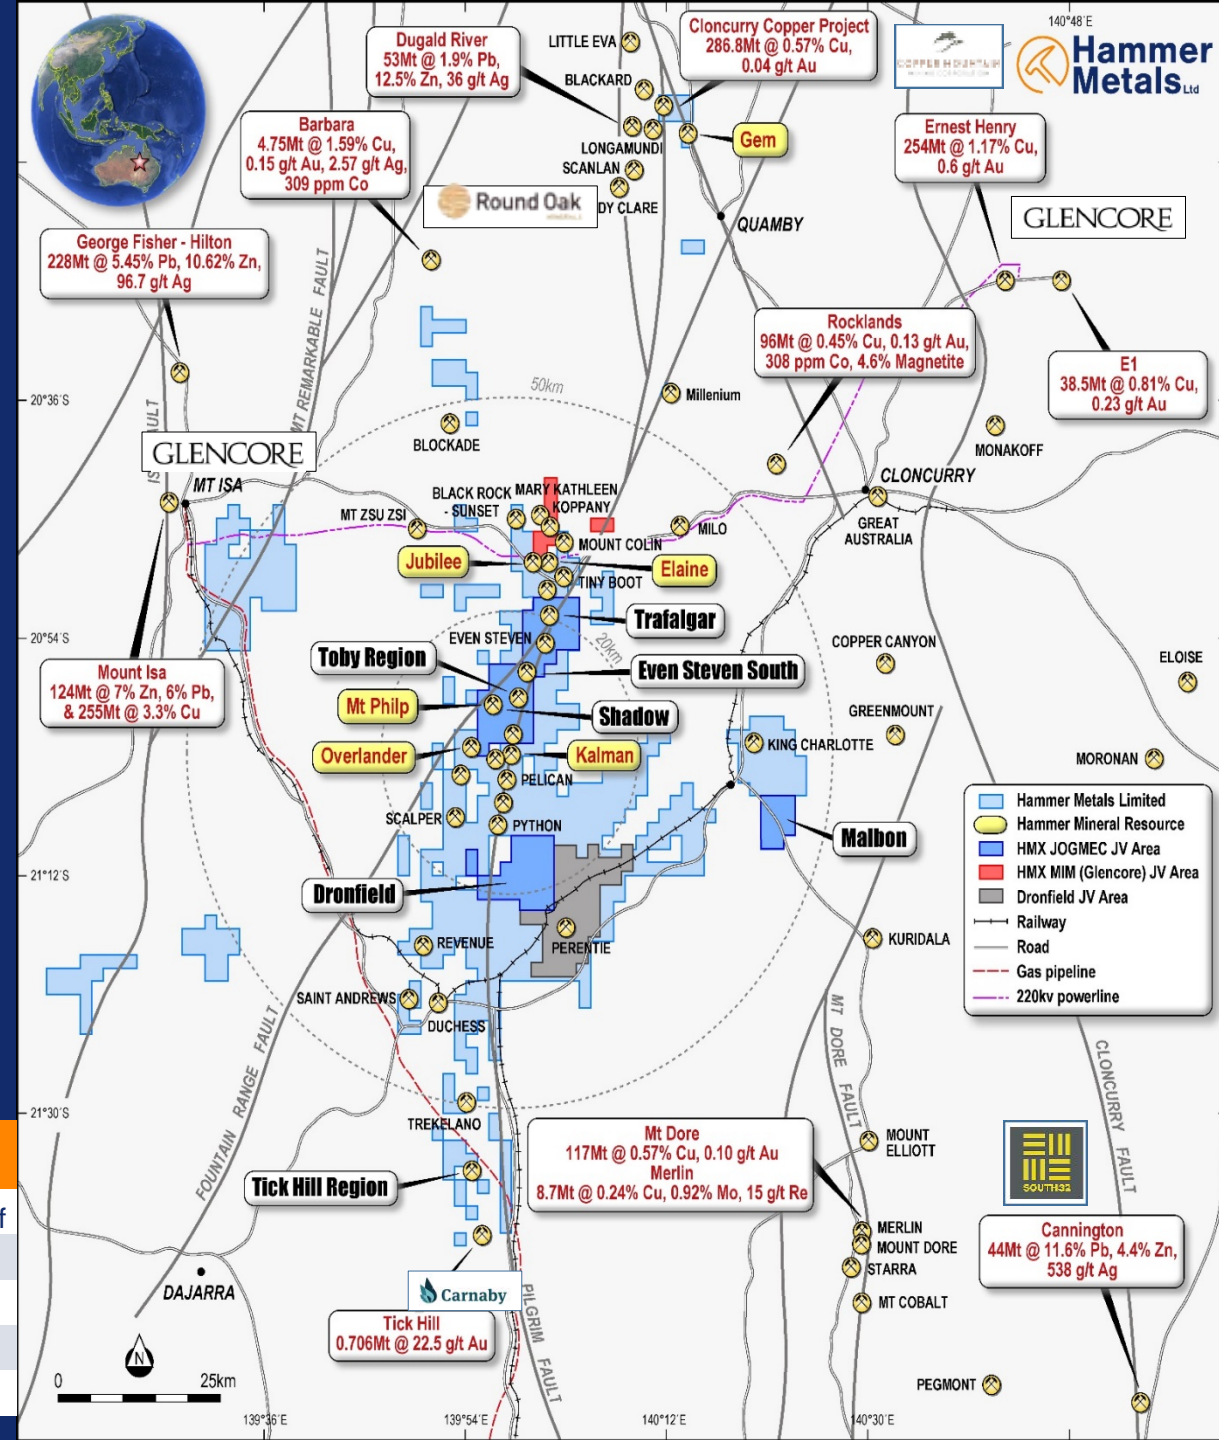 140°48'E
Hammer
Metals Ltd
LITTLE EVA
Dugald River
53Mt @ 1.9% Pb,
12.5% Zn, 36 g/t Ag
Cloncurry Copper Project
286.8Mt @ 0.57% Cu,
0.04 g/t Au
COPPER MOUNTAIN
BLACKARD
Barbara
4.75Mt @ 1.59% Cu,
0.15 g/t Au, 2.57 g/t Ag,
309 ppm Co
Ernest Henry
254Mt @ 1.17% Cu,
0.6 g/t Au
Gem
LONGAMUNDI
SCANLAN
DY CLARE
Round Oak
GLENCORE
QUAMBY
George Fisher - Hilton
228Mt @ 5.45% Pb, 10.62% Zn,
96.7 g/t Ag
MT REMARKABLE FAULT
Rocklands
96Mt @ 0.45% Cu, 0.13 g/t Au,
308 ppm Co, 4.6% Magnetite
E1
38.5Mt @ 0.81% Cu,
0.23 g/t Au
50km
Millenium
20°36'S
BLOCKADE
MONAKOFF
IS
AULT
GLENCORE
MT ISA
CLONCURRY
BLACK ROCK
- SUNSET
MARY KATHLEEN
KOPPANY
MT ZSU ZSI
MILO
GREAT
AUSTRALIA
MOUNT COLIN
Jubilee
Elaine
TINY BOOT
Trafalgar
20°54'S
EVEN STEVEN
20km
COPPER CANYON
ELOISE
Toby Region
Even Steven South
Mount Isa
124Mt @ 7% Zn, 6% Pb,
& 255Mt @ 3.3% Cu
Mt Philp
Shadow
GREENMOUNT
KING CHARLOTTE
Overlander
Kalman
MORONAN
PELICAN
SCALPER
PYTHON
Malbon
Hammer Metals Limited
Hammer Mineral Resource
HMX JOGMEC JV Area
HMX MIM (Glencore) JV Area
Dronfield JV Area
Railway
Road
Gas pipeline
220kv powerline
21°12'S
Dronfield
REVENUE
PERENTIE
KURIDALA
SAINT ANDREWS
DUCHESS
MT DORE FAULT
FOUNTAIN RANGE FAULT
CLONCURRY FAULT
21°30'S
TREKELANO
Mt Dore
117Mt @ 0.57% Cu, 0.10 g/t Au
Merlin
8.7Mt @ 0.24% Cu, 0.92% Mo, 15 g/t Re
MOUNT
ELLIOTT
SOUTH32
Tick Hill Region
f
MERLIN
MOUNT DORE
STARRA
MT COBALT
Cannington
44Mt @ 11.6% Pb, 4.4% Zn,
538 g/t Ag
DAJARRA
Carnaby
Tick Hill
0.706Mt @ 22.5 g/t Au
PILGRIM FAULT
N
0
25km
PEGMONT
139°36'E
139°54'E
140°12'E
140°30'E